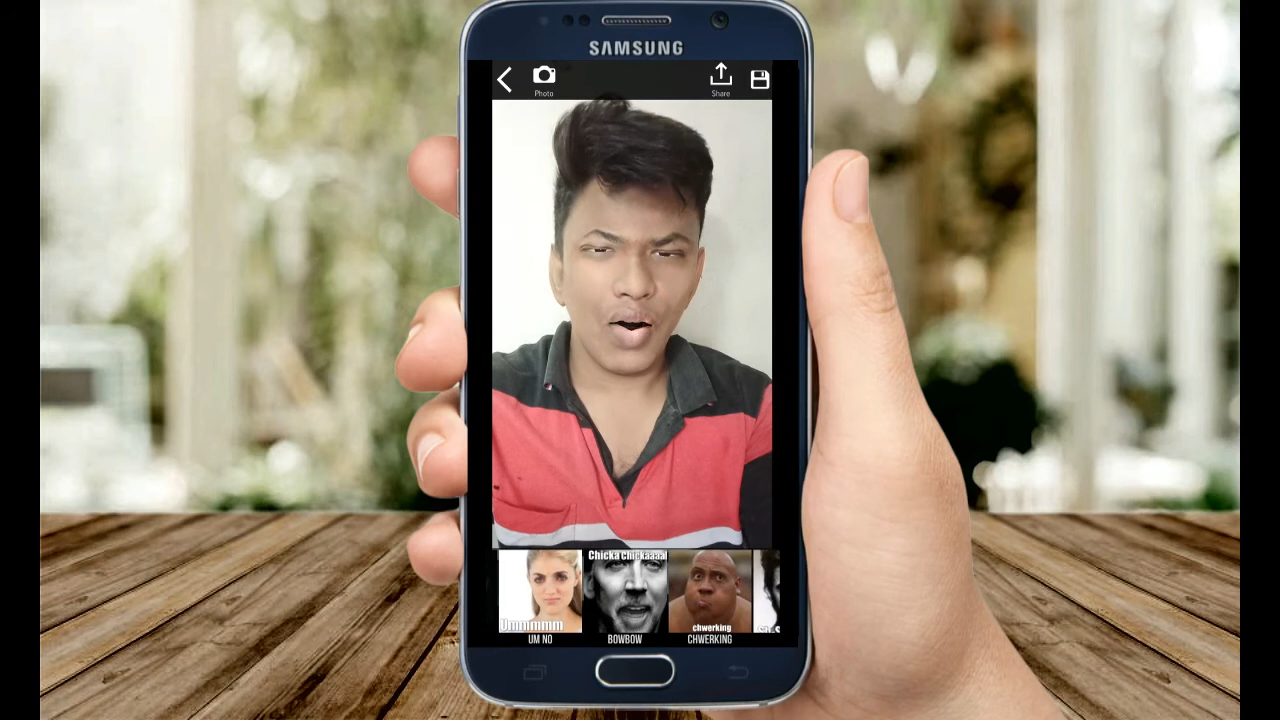 SAMSUNG
Photo
Share
Chicka Chickaaaa!
Ummmmm
chwerking
UM NO
BOWBOW
CHWERKING